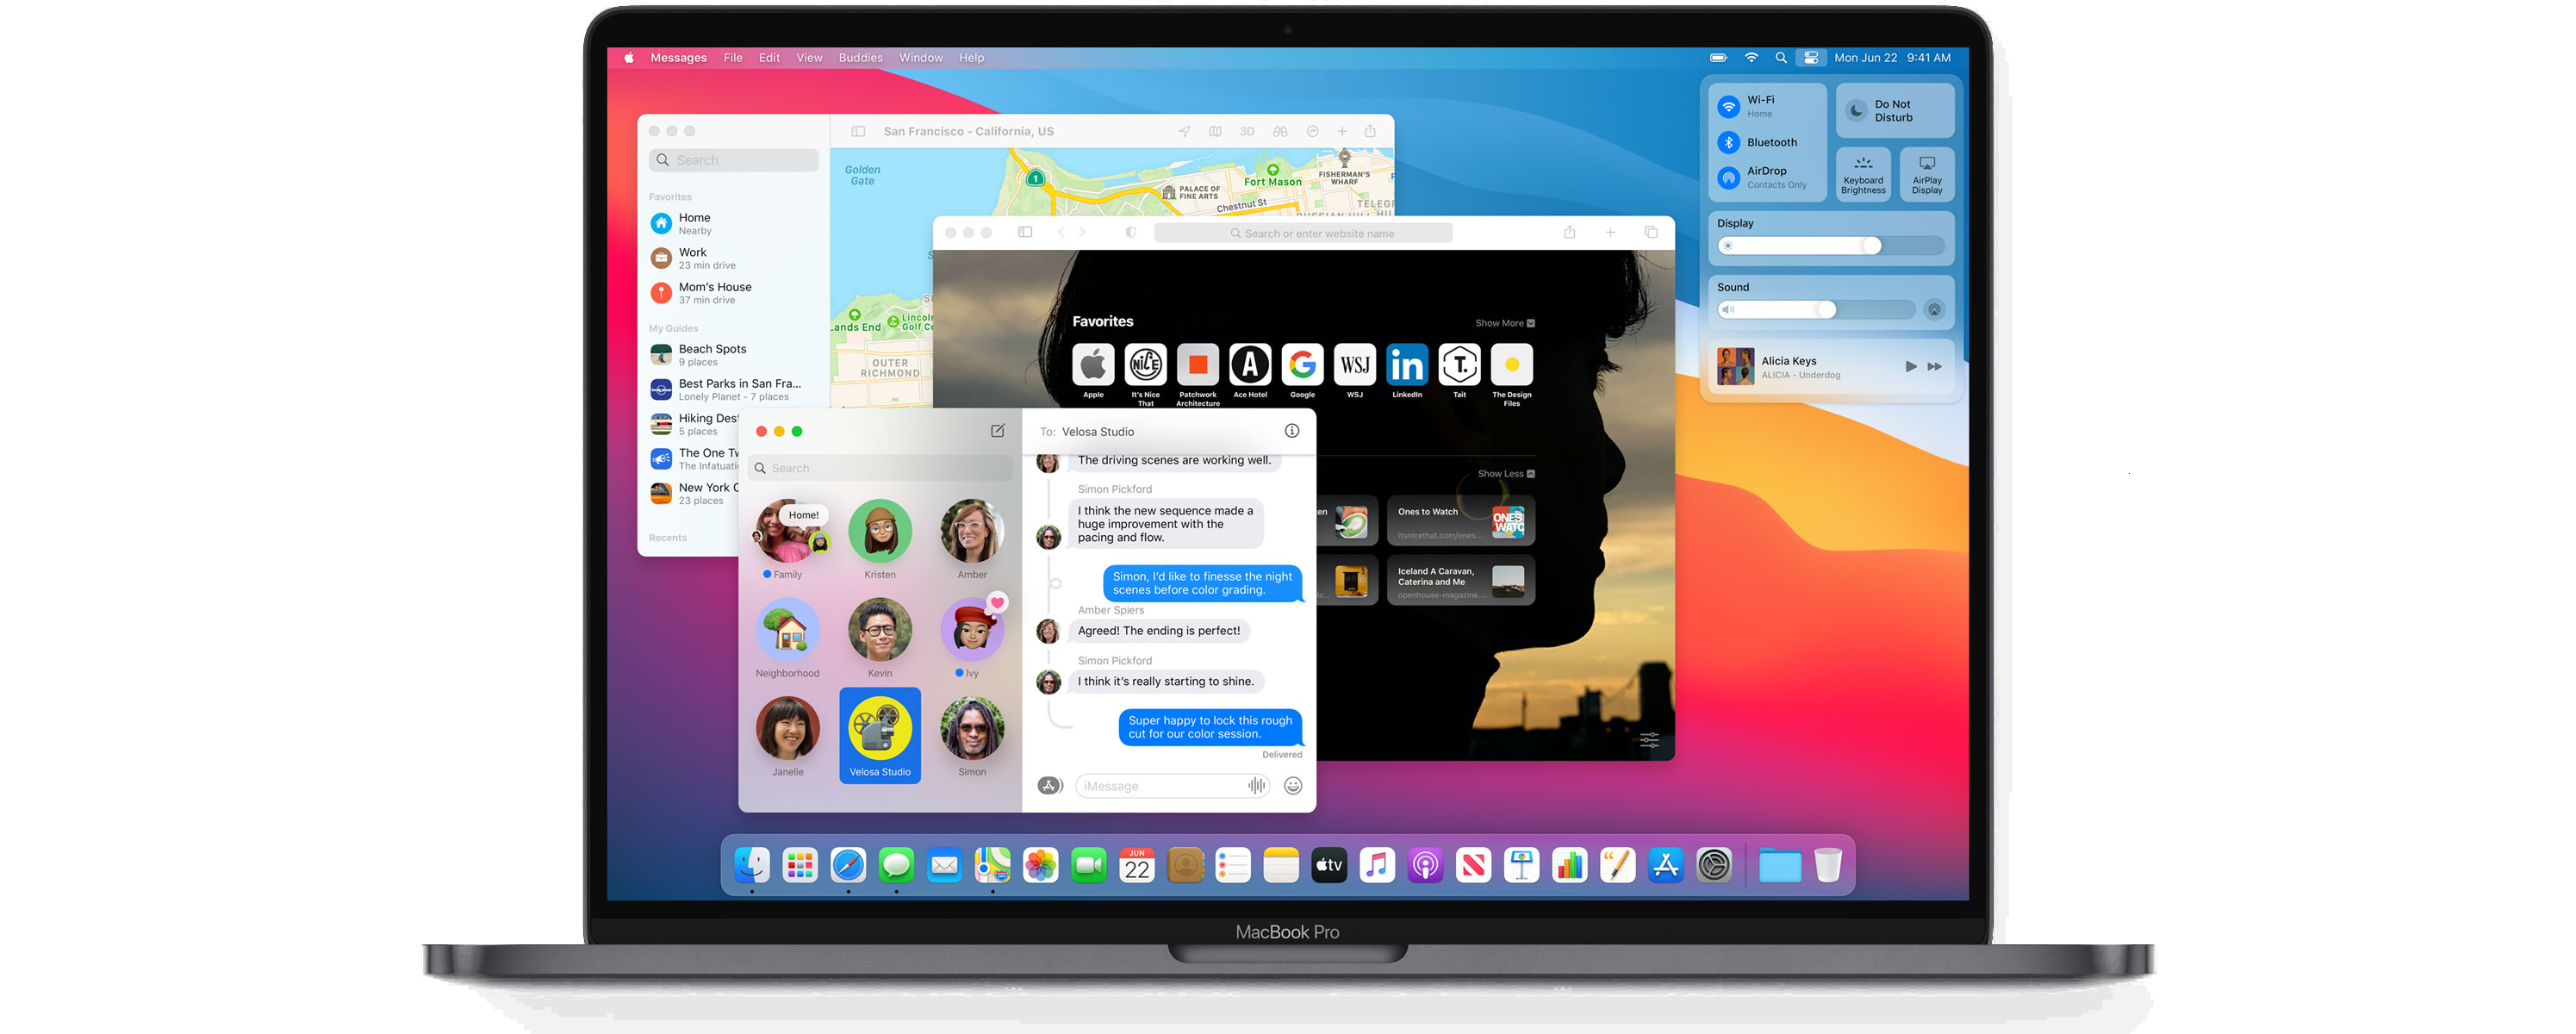 Messages File Edit View Buddies Window Help
Mon Jun 22 9:41 AM
San Francisco - California, US
3D
Search
Favorites
Home
Nearby
Work
23 min drive
Mom's House
37 min drive
My Guides
Beach Spots
9 places
Best Parks in San Fra...
Lonely Planet - 7 places
Hiking Des
5 places
The One Tw
The Infatuati
New York C
23 places
Recents
Golden
Gate
1
PALACE OF
FINE ARTS
Fort Mason
FISHERMAN'S
WHARF
Chestnut St
TELEGR
Lands End
Lincol
Golf C
OUTER
RICHMOND
Search or enter website name
Favorites
Show More
NICE
A
G
WSJ
in
T.
Apple
It's Nice
That
Patchwork
Architecture
Ace Hotel
Google
WSJ
LinkedIn
Tait
The Design
Files
Show Less
en
Ones to Watch
itsnicethat.com/ones...
ONES
WATC
Iceland A Caravan,
Caterina and Me
openhouse-magazine...
Search
Home!
Family
Kristen
Amber
Neighborhood
Kevin
Ivy
Janelle
Velosa Studio
Simon
To: Velosa Studio
The driving scenes are working well.
Simon Pickford
I think the new sequence made a
huge improvement with the
pacing and flow.
Simon, I'd like to finesse the night
scenes before color grading.
Amber Spiers
Agreed! The ending is perfect!
Simon Pickford
I think it's really starting to shine.
Super happy to lock this rough
cut for our color session.
Delivered
iMessage
Wi-Fi
Home
Bluetooth
AirDrop
Contacts Only
Do Not
Disturb
Keyboard
Brightness
AirPlay
Display
Display
Sound
Alicia Keys
ALICIA - Underdog
JUN
22
tv
MacBook Pro